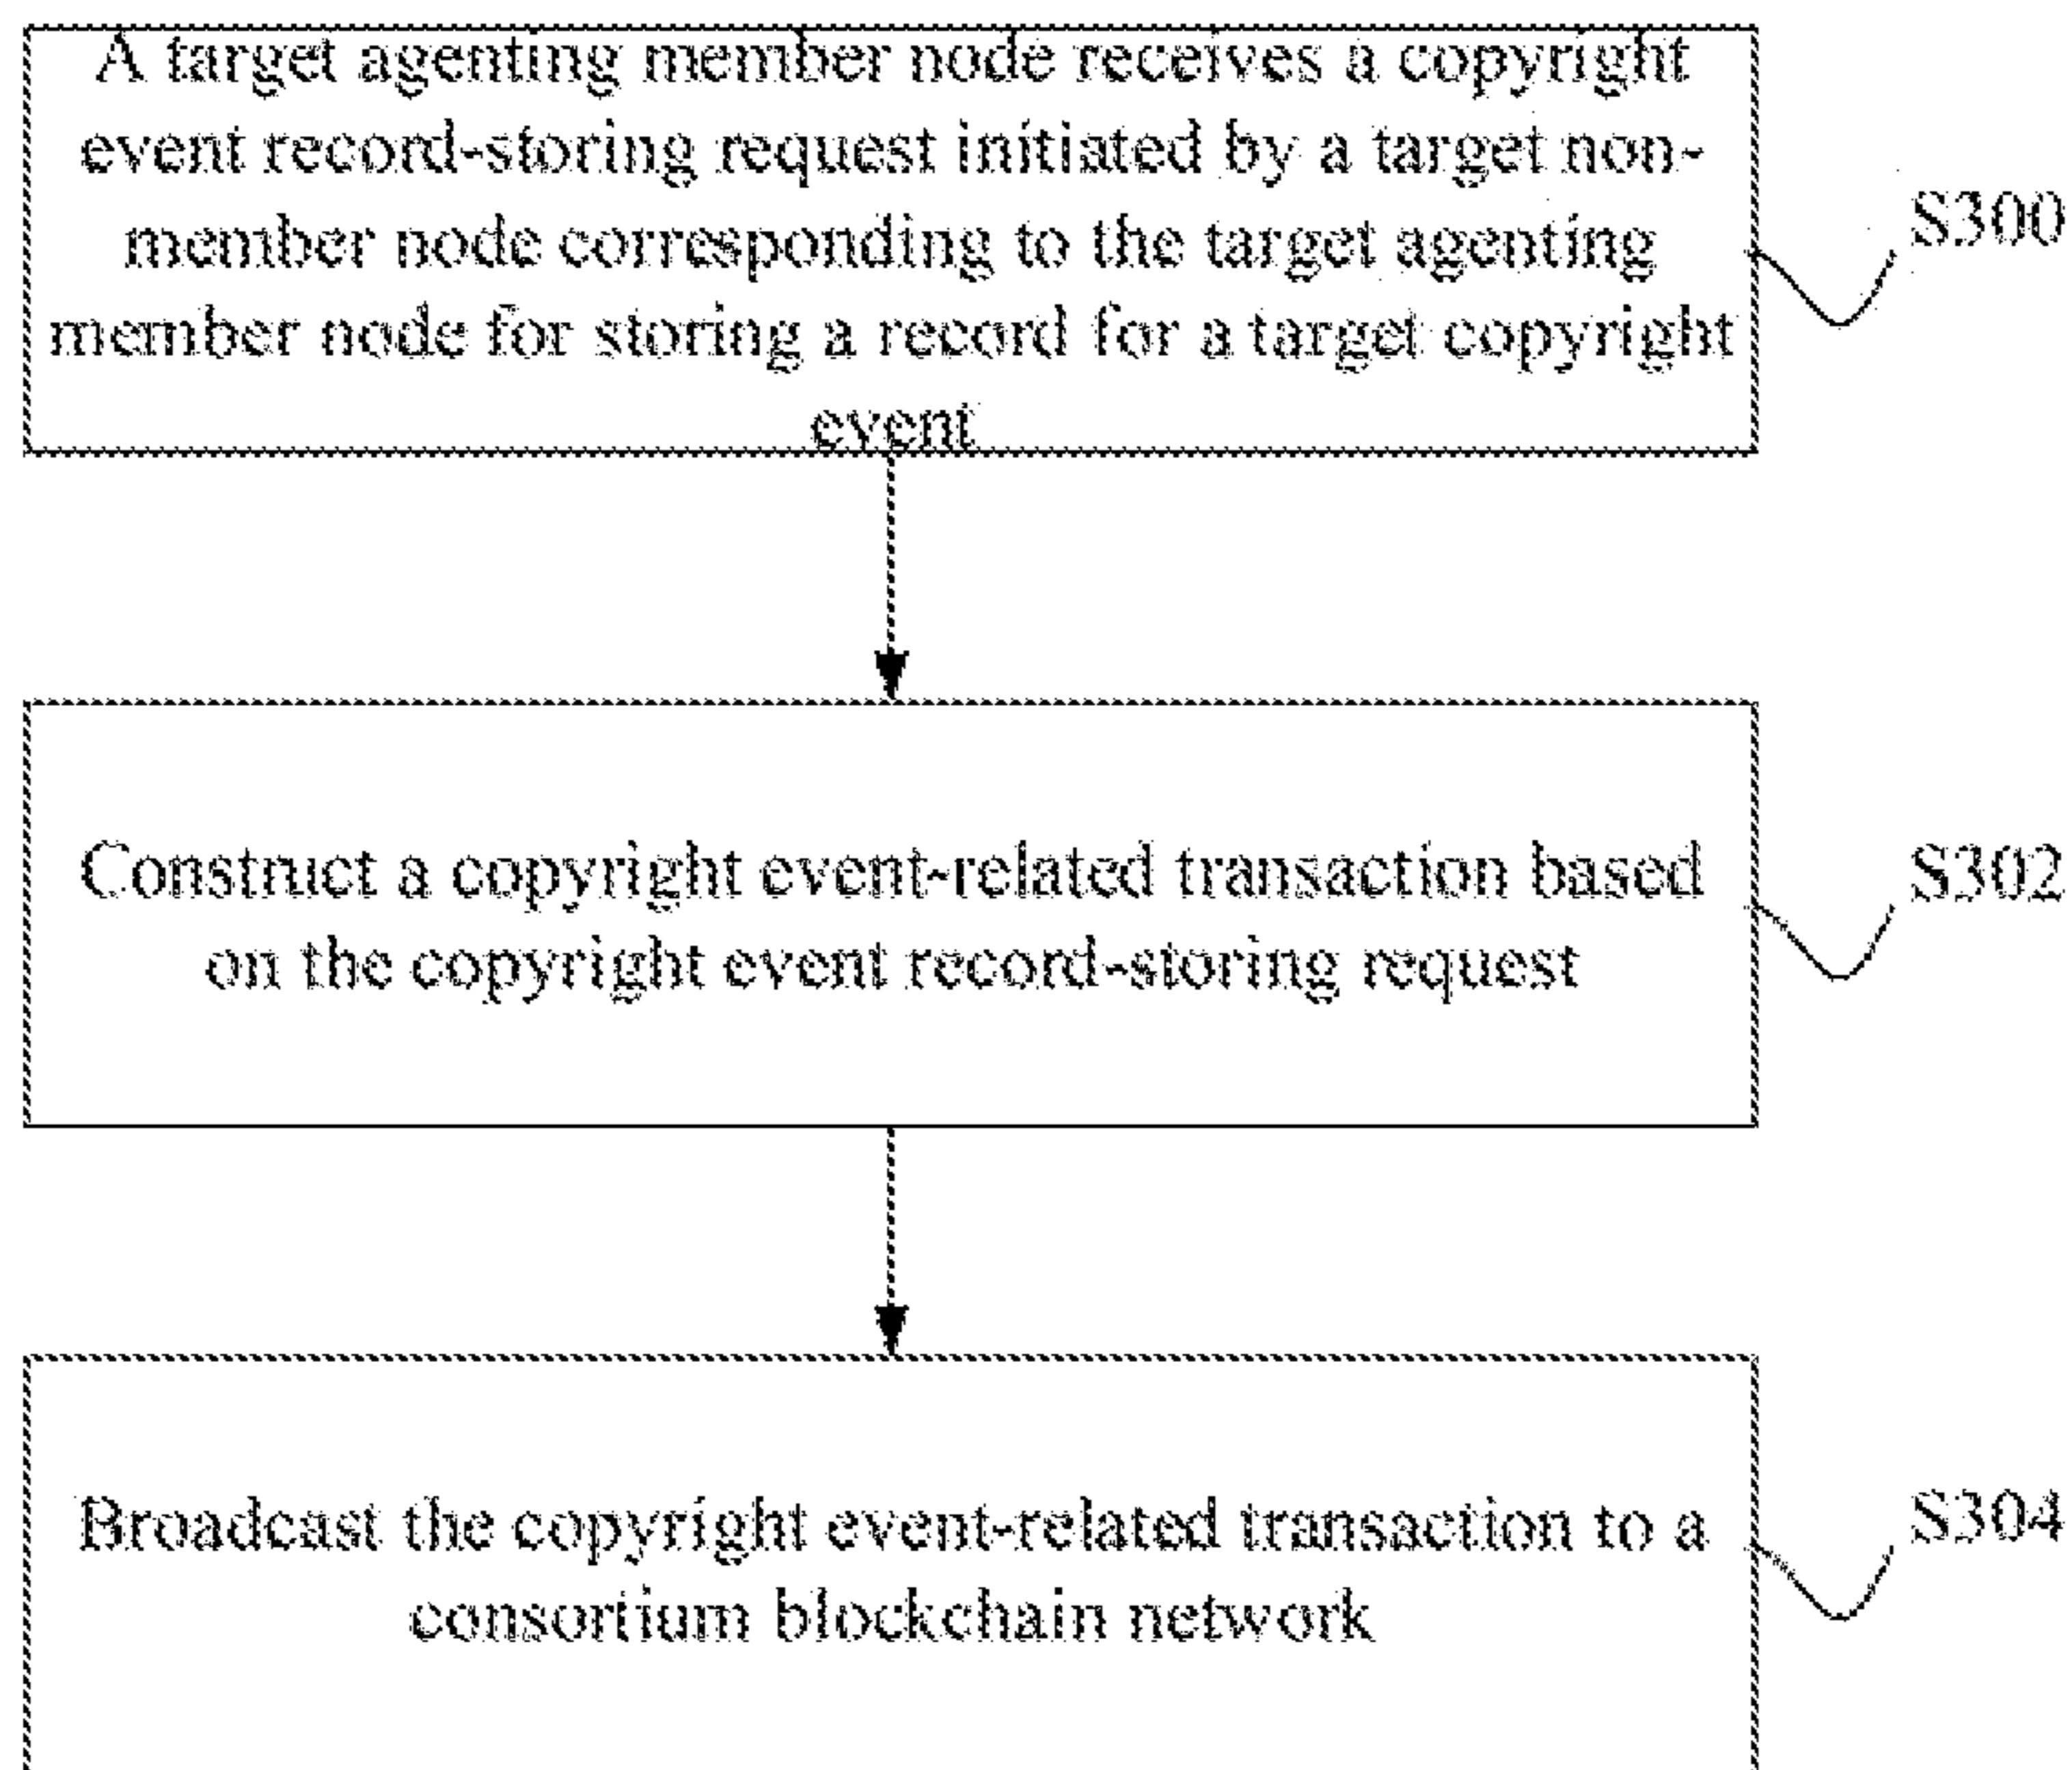 A target agenting member node receives a copyright
event record-storing request initiated by a target non-
member node corresponding to the target agenting
member node for storing a record for a target copyright
event
S300
Construct a copyright event-related transaction based
on the copyright event record-storing request
S302
Broadcast the copyright event-related transaction to a
consortium blockchain network
S304